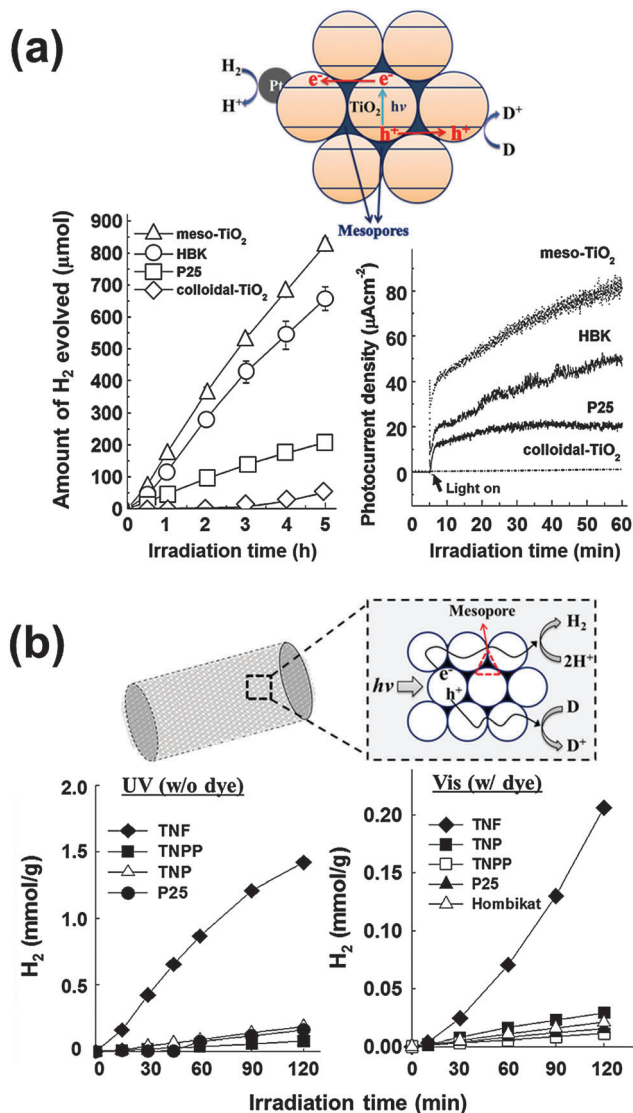 (a)
H2
H+
Pt
e-
e-
TiO2
hν
h+
h+
D+
D
Mesopores
Amount of H2 evolved (μmol)
900
800
700
600
500
400
300
200
100
0
meso-TiO2
HBK
P25
colloidal-TiO2
0 1 2 3 4 5
Irradiation time (h)
Photocurrent density (μAcm-2)
80
60
40
20
0
meso-TiO2
HBK
P25
colloidal-TiO2
Light on
0 10 20 30 40 50 60
Irradiation time (min)
(b)
Mesopore
hν
e-
h+
H2
2H+
D
D+
UV (w/o dye)
H2 (mmol/g)
2.0
1.5
1.0
0.5
0
TNF
TNPP
TNP
P25
0 30 60 90 120
Vis (w/ dye)
H2 (mmol/g)
0.20
0.15
0.10
0.05
0.00
TNF
TNP
TNPP
P25
Hombikat
0 30 60 90 120
Irradiation time (min)